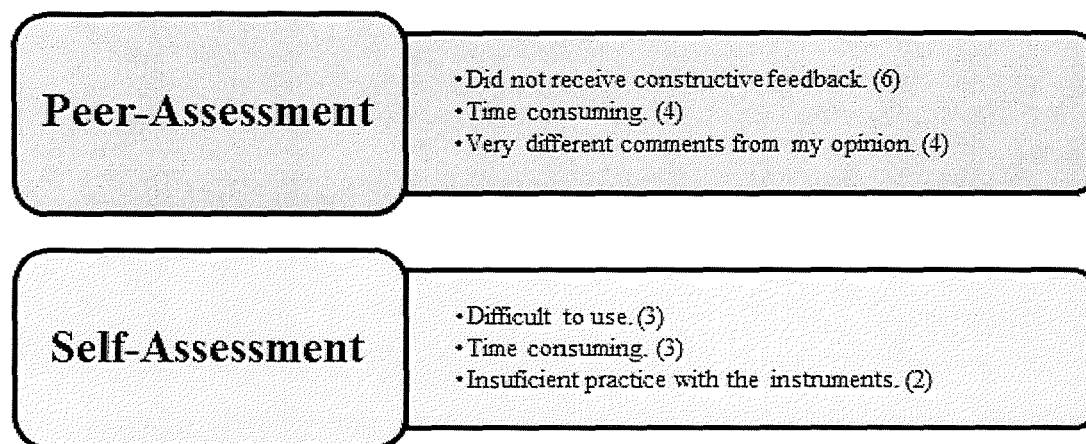 Peer-Assessment
•Did not receive constructive feedback. (6)
•Time consuming. (4)
•Very different comments from my opinion. (4)
Self-Assessment
•Difficult to use. (3)
•Time consuming. (3)
•Insuficient practice with the instruments. (2)